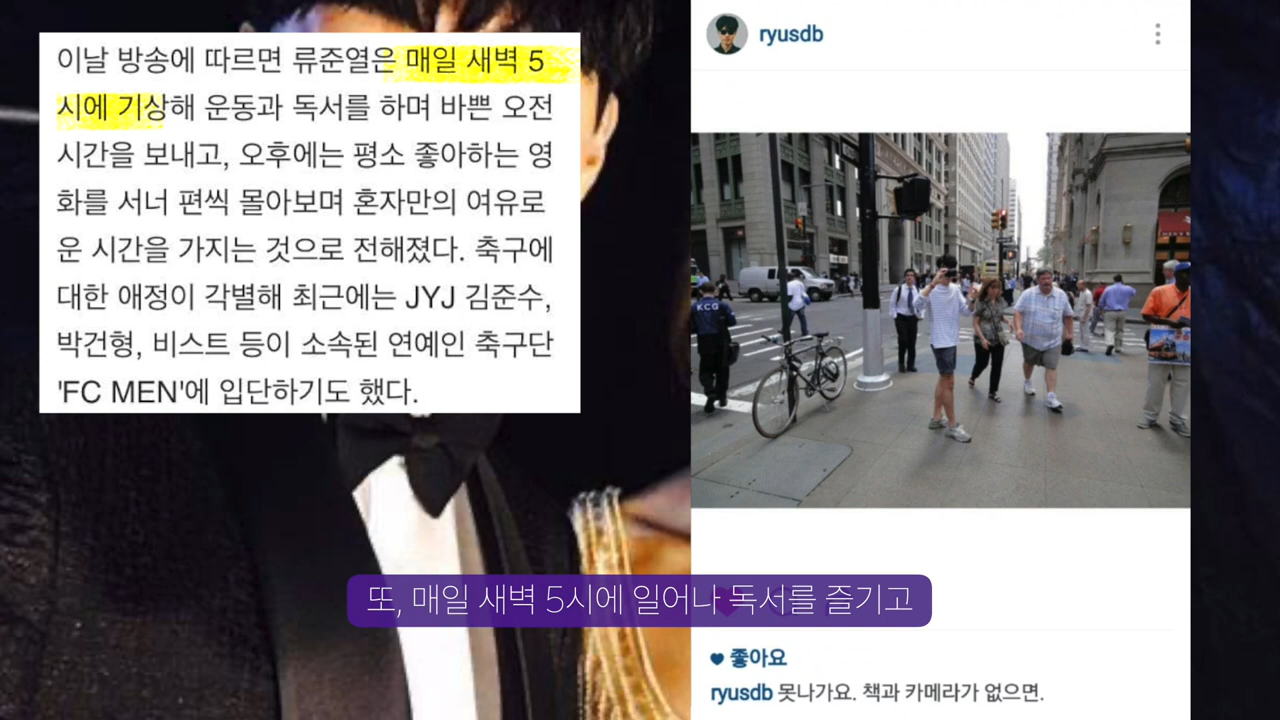 이날 방송에 따르면 류준열은 매일 새벽 5
시에 기상해 운동과 독서를 하며 바쁜 오전
시간을 보내고, 오후에는 평소 좋아하는 영
화를 서너 편씩 몰아보며 혼자만의 여유로
운 시간을 가지는 것으로 전해졌다. 축구에
대한 애정이 각별해 최근에는 JYJ 김준수,
박건형, 비스트 등이 소속된 연예인 축구단
'FC MEN'에 입단하기도 했다.
ryusdb
KCG
또, 매일 새벽 5시에 일어나 독서를 즐기고
좋아요
ryusdb 못나가요. 책과 카메라가 없으면.